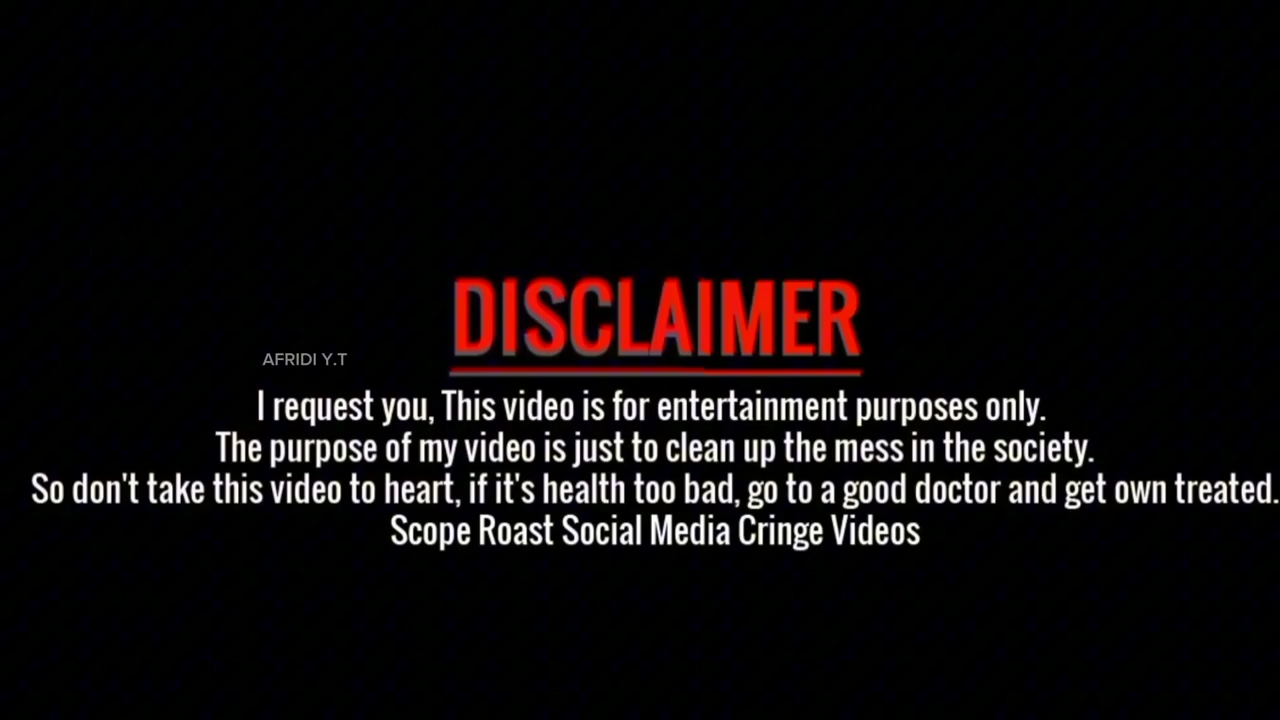 DISCLAIMER
AFRIDI Y.T
I request you, This video is for entertainment purposes only.
The purpose of my video is just to clean up the mess in the society.
So don't take this video to heart, if it's health too bad, go to a good doctor and get own treated.
Scope Roast Social Media Cringe Videos